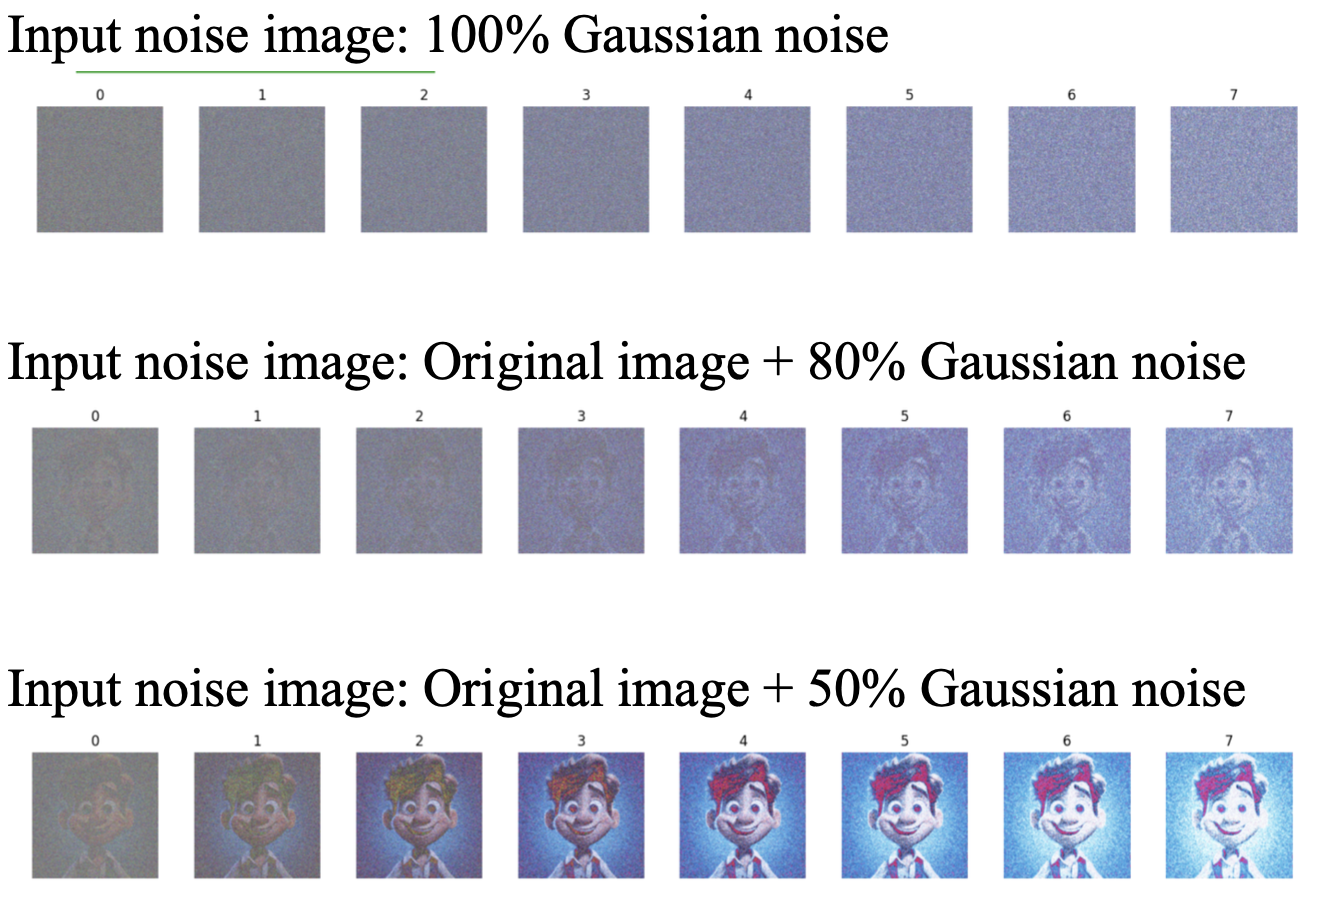 Input noise image: 100% Gaussian noise
0 1 2 3 4 5 6 7
Input noise image: Original image + 80% Gaussian noise
0 1 2 3 4 5 6 7
Input noise image: Original image + 50% Gaussian noise
0 1 2 3 4 5 6 7